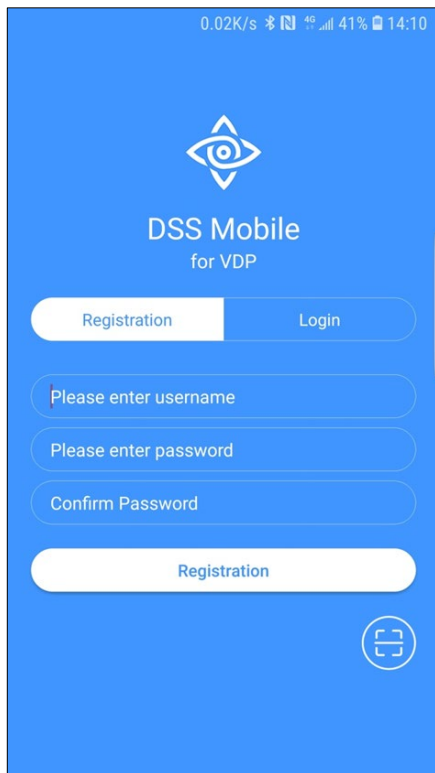 0.02K/s 4G 41% 14:10
DSS Mobile
for VDP
Registration Login
Please enter username
Please enter password
Confirm Password
Registration